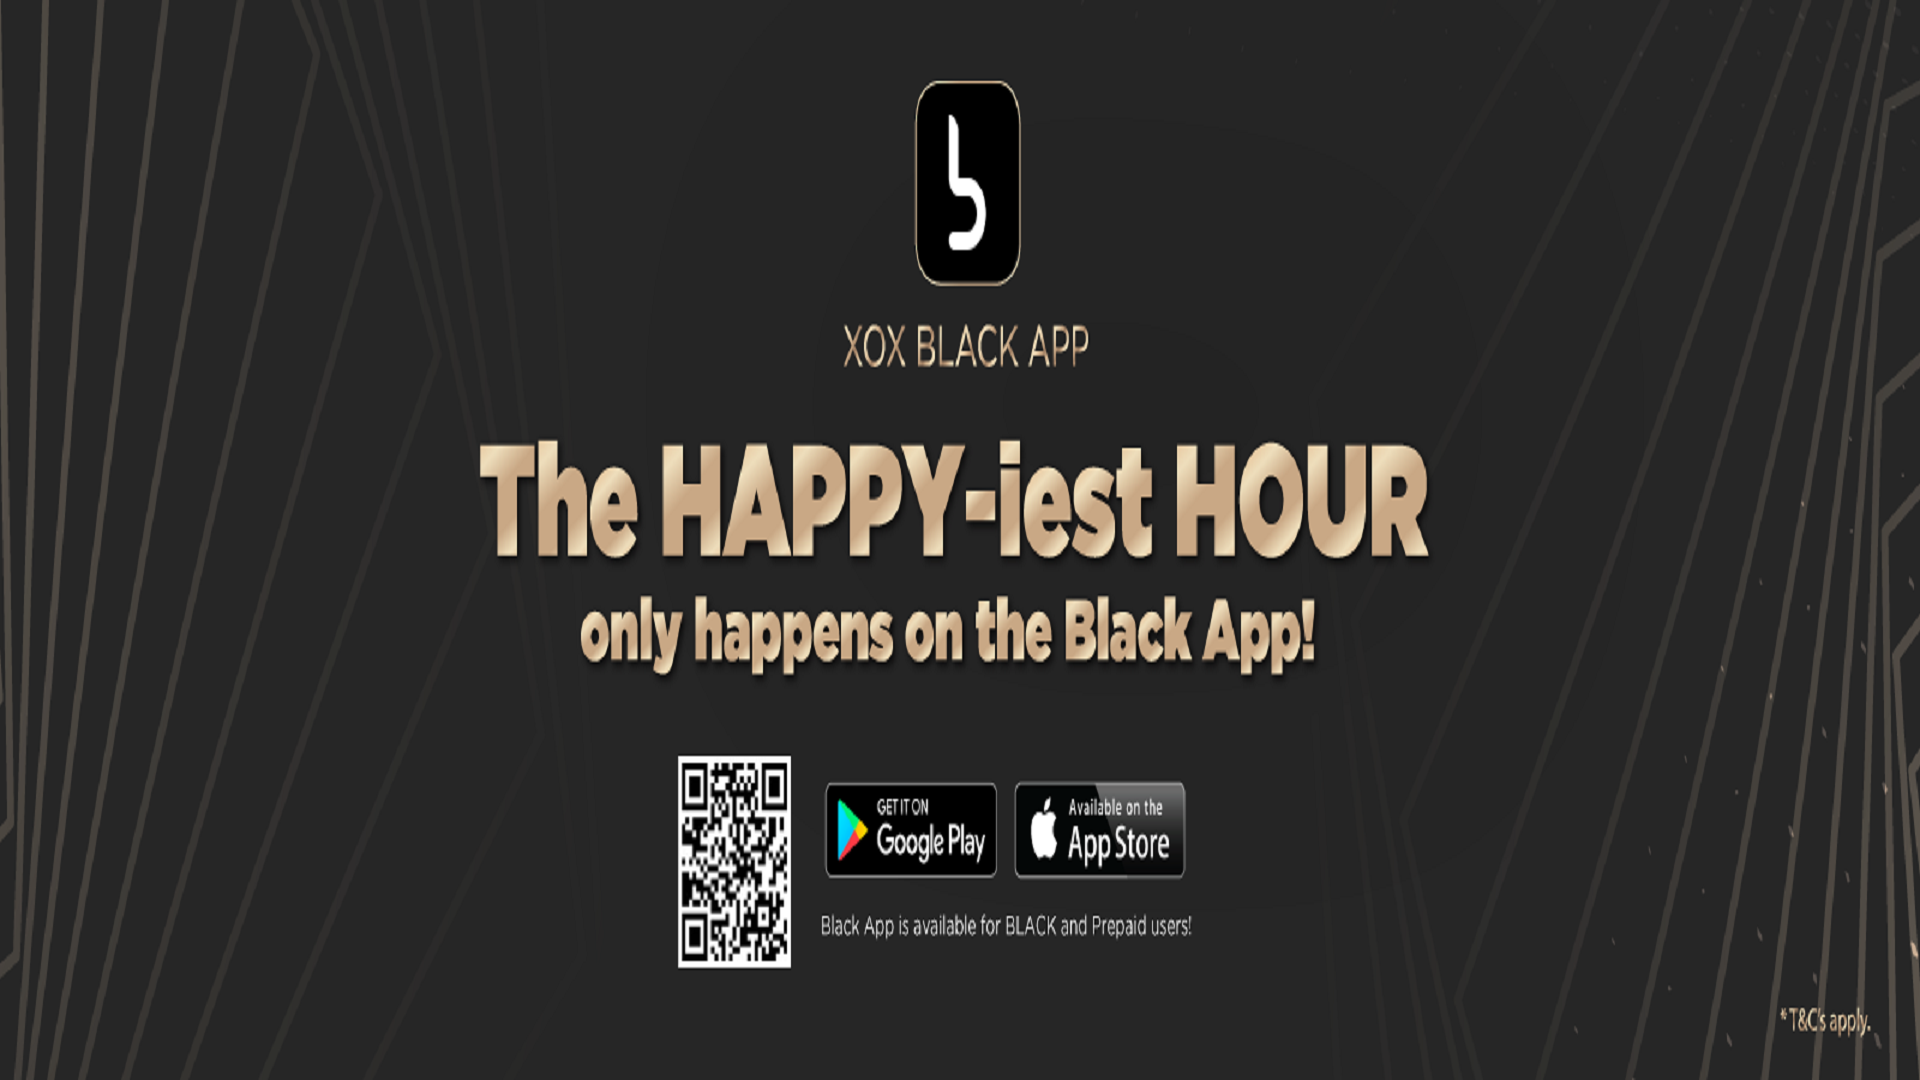 XOX BLACK APP
The HAPPY-iest HOUR
only happens on the Black App!
GET IT ON
Google Play
Available on the
App Store
Black App is available for BLACK and Prepaid users!
*T&C's apply.